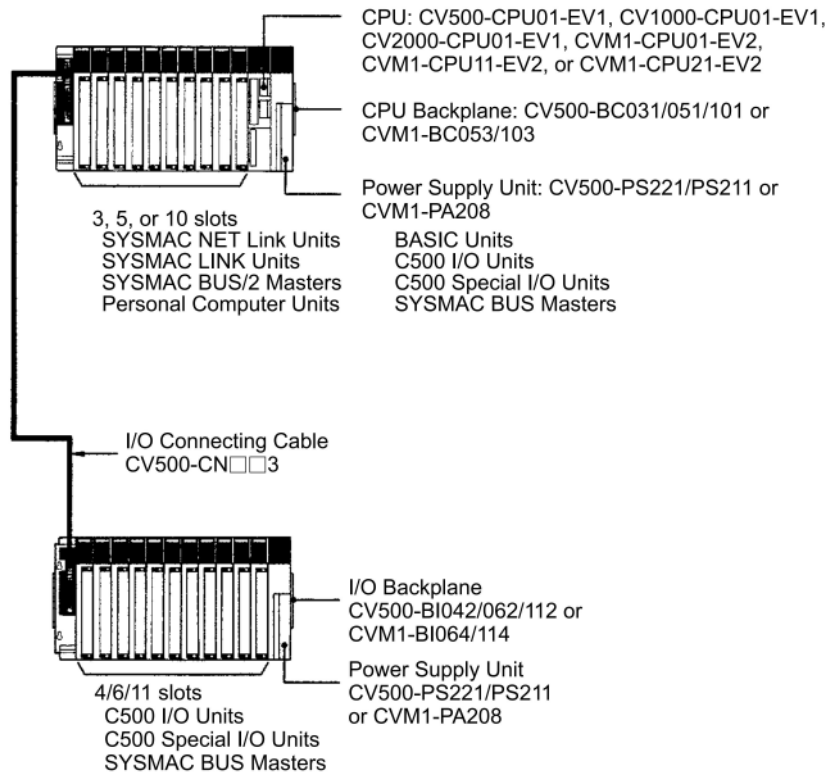 CPU: CV500-CPU01-EV1, CV1000-CPU01-EV1,
CV2000-CPU01-EV1, CVM1-CPU01-EV2,
CVM1-CPU11-EV2, or CVM1-CPU21-EV2
CPU Backplane: CV500-BC031/051/101 or
CVM1-BC053/103
Power Supply Unit: CV500-PS221/PS211 or
CVM1-PA208
3, 5, or 10 slots
SYSMAC NET Link Units
SYSMAC LINK Units
SYSMAC BUS/2 Masters
Personal Computer Units
BASIC Units
C500 I/O Units
C500 Special I/O Units
SYSMAC BUS Masters
I/O Connecting Cable
CV500-CN□□3
I/O Backplane
CV500-BI042/062/112 or
CVM1-BI064/114
Power Supply Unit
CV500-PS221/PS211
or CVM1-PA208
4/6/11 slots
C500 I/O Units
C500 Special I/O Units
SYSMAC BUS Masters